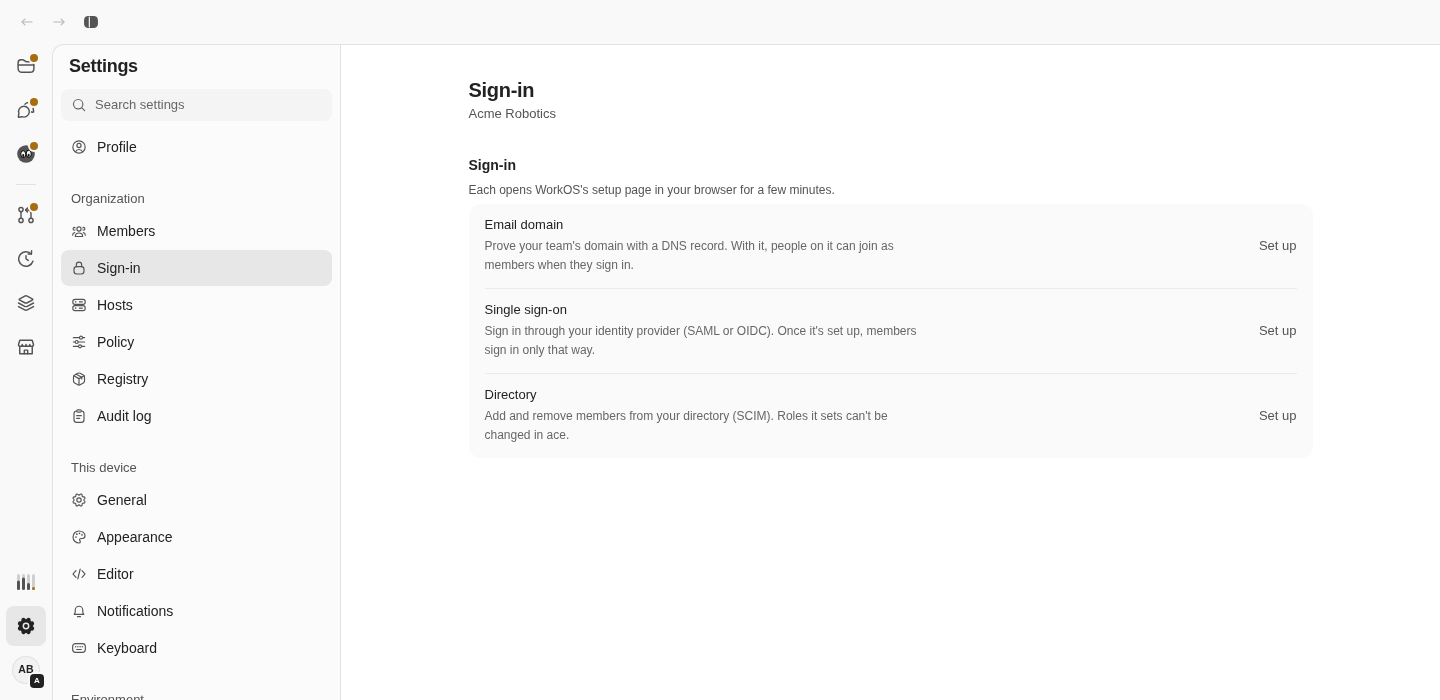 Settings
Search settings
Profile
Organization
Members
Sign-in
Hosts
Policy
Registry
Audit log
This device
General
Appearance
Editor
Notifications
Keyboard
Environment
AB
A
Sign-in
Acme Robotics
Sign-in
Each opens WorkOS's setup page in your browser for a few minutes.
Email domain
Prove your team's domain with a DNS record. With it, people on it can join as
members when they sign in.
Set up
Single sign-on
Sign in through your identity provider (SAML or OIDC). Once it's set up, members
sign in only that way.
Set up
Directory
Add and remove members from your directory (SCIM). Roles it sets can't be
changed in ace.
Set up